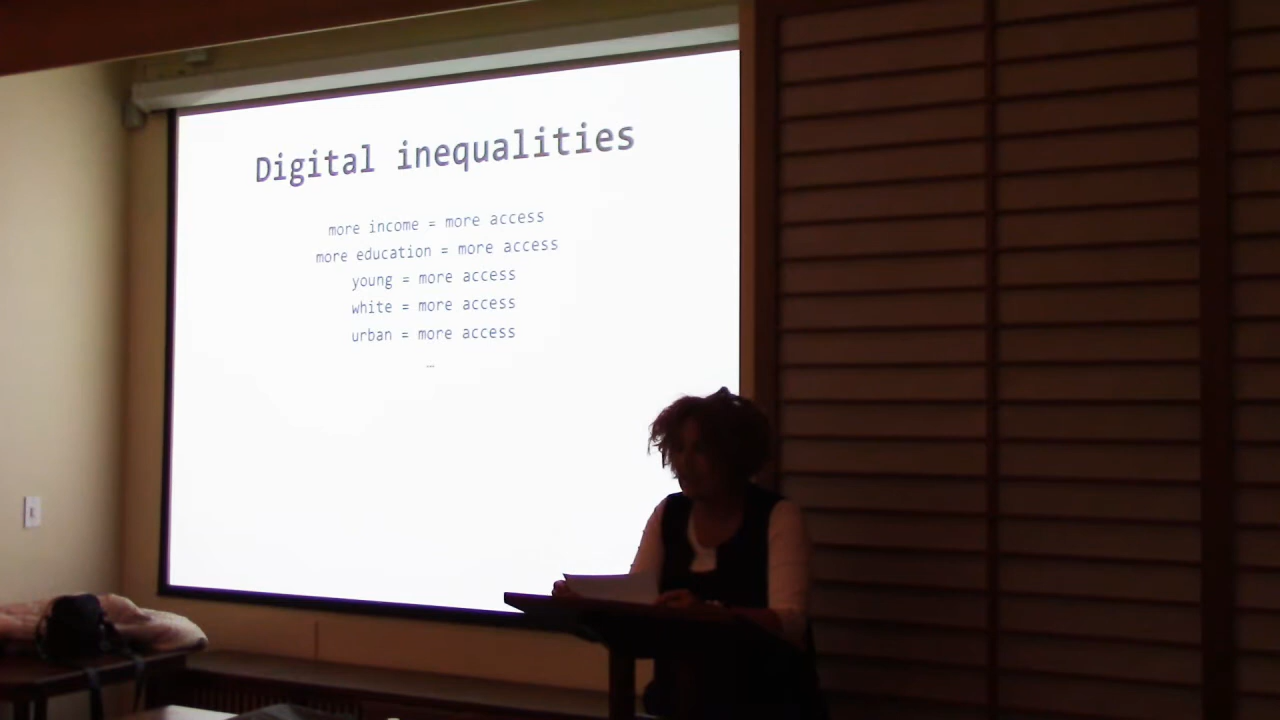 Digital inequalities
more income = more access
more education = more access
young = more access
white = more access
urban = more access
…